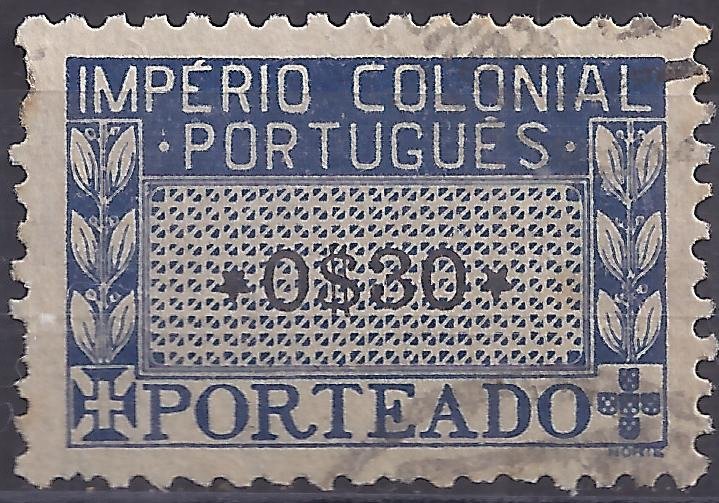 IMPÉRIO COLONIAL
· PORTUGUÊS ·
★0$30★
PORTEADO